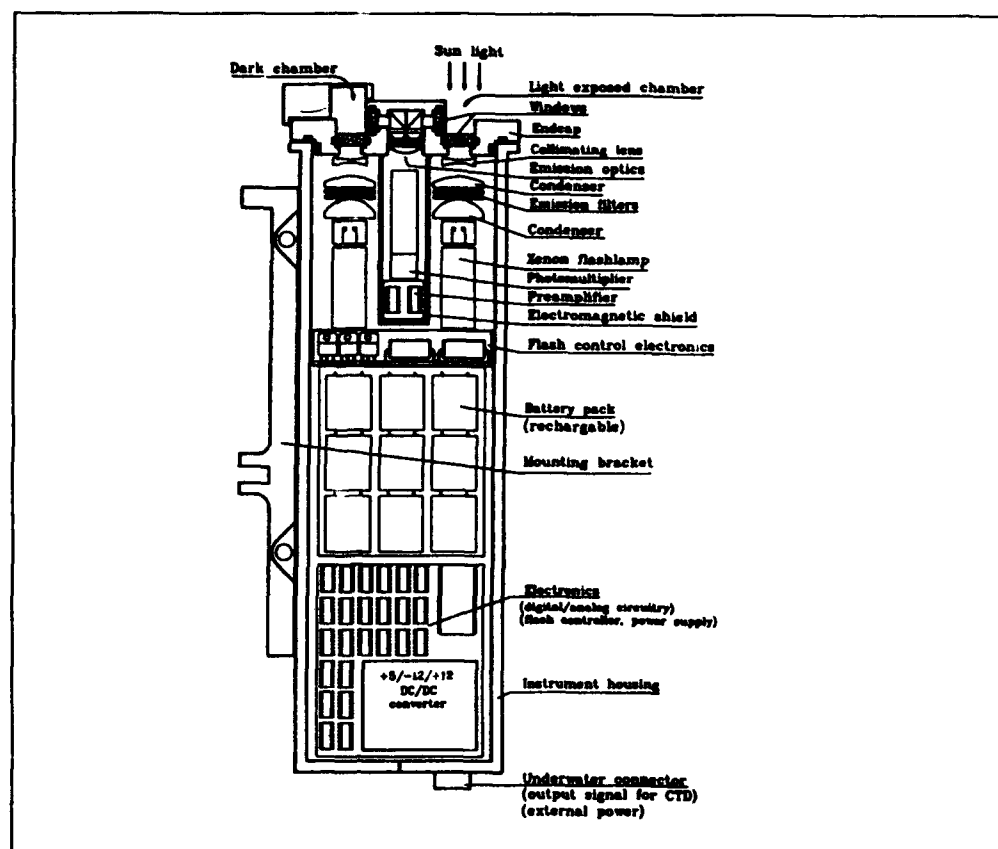 Sun light
Dark chamber
Light exposed chamber
Windows
Endcap
Collimating lens
Emission optics
Condenser
Emission filters
Condenser
Xenon flashlamp
Photomultiplier
Preamplifier
Electromagnetic shield
Flash control electronics
Battery pack
(rechargable)
Mounting bracket
Electronics
(digital/analog circuitry)
(flash controller, power supply)
+5/-12/+12
DC/DC
converter
Instrument housing
Underwater connector
(output signal for CTD)
(external power)